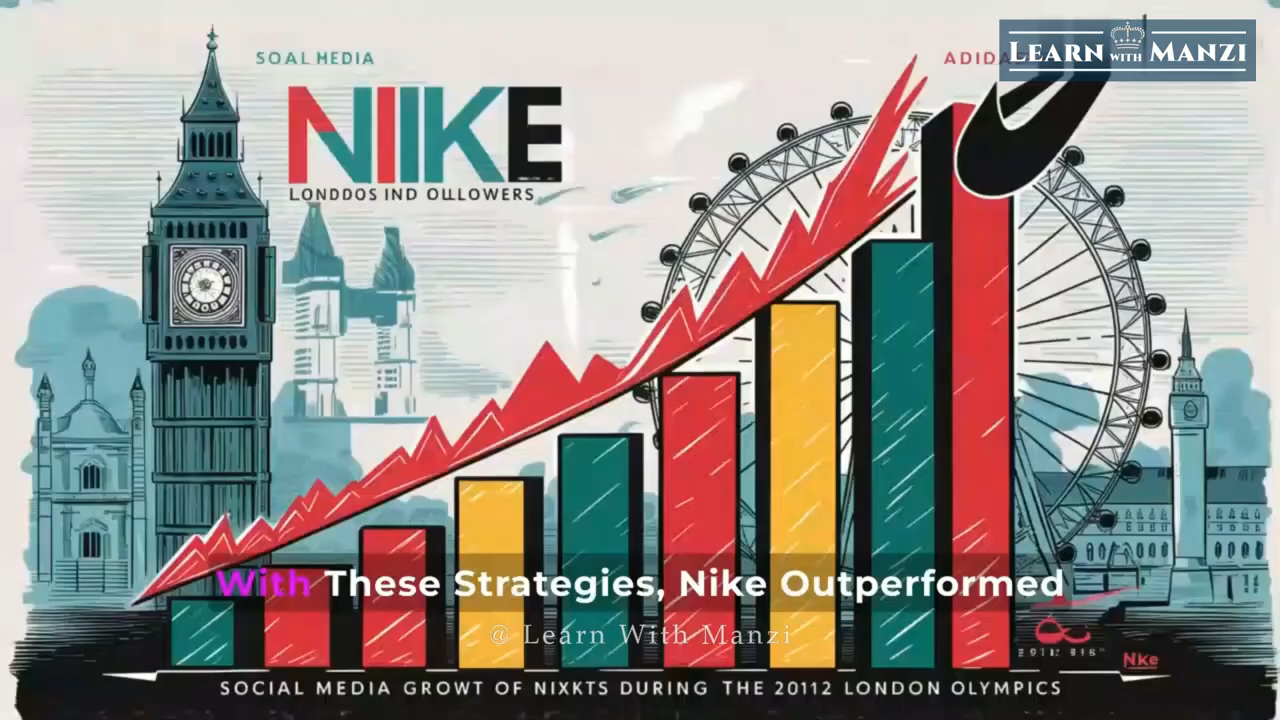 SOAL MEDIA
ADIDA
LEARN WITH MANZI
NIIKE
LONDDOS IND OLLOWERS
With These Strategies, Nike Outperformed
@ Learn With Manzi
Nke
SOCIAL MEDIA GROWT OF NIXKTS DURING THE 20112 LONDON OLYMPICS